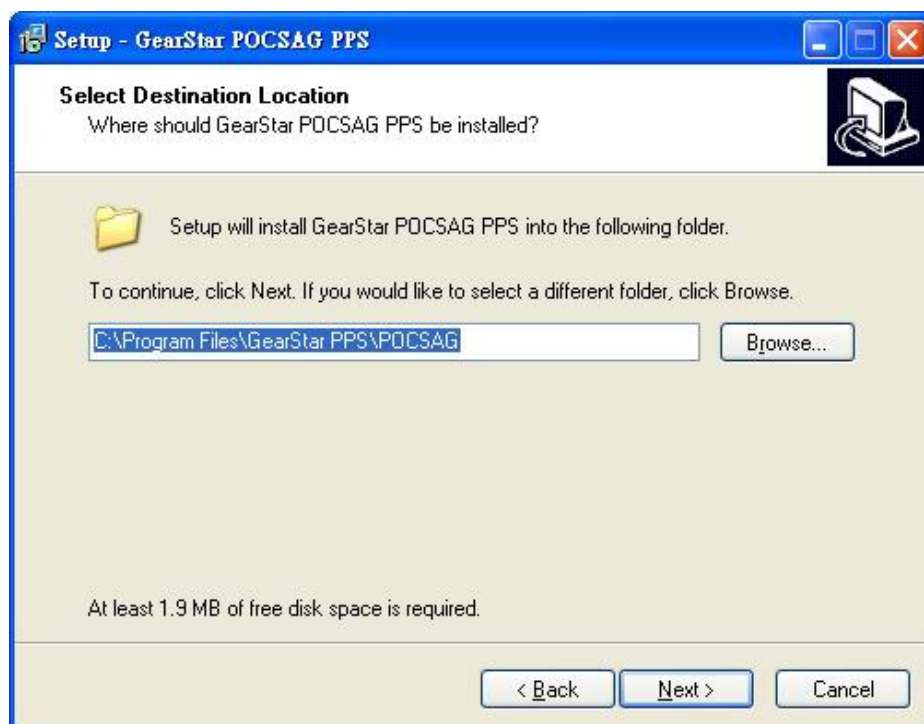 Setup - GearStar POCSAG PPS
Select Destination Location
Where should GearStar POCSAG PPS be installed?
Setup will install GearStar POCSAG PPS into the following folder.
To continue, click Next. If you would like to select a different folder, click Browse.
C:\Program Files\GearStar PPS\POCSAG
Browse...
At least 1.9 MB of free disk space is required.
< Back
Next >
Cancel